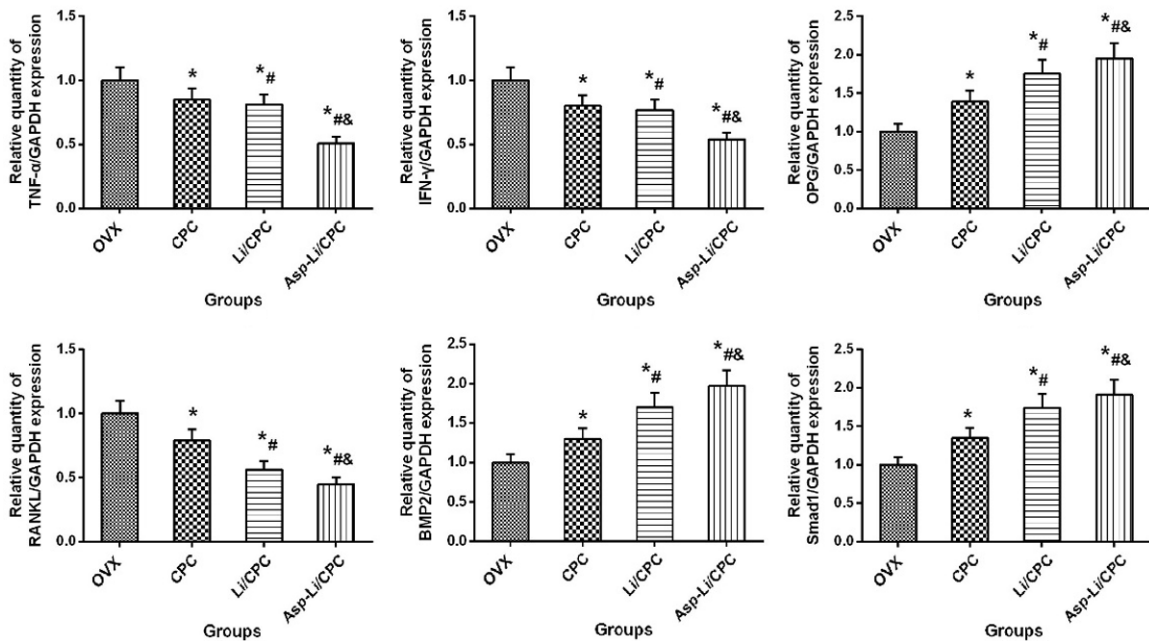 Relative quantity of
TNF-α/GAPDH expression
1.5
1.0
0.5
0.0
*
*#
*
#&
OVX
CPC
Li/CPC
Asp-Li/CPC
Groups
Relative quantity of
IFN-γ/GAPDH expression
1.5
1.0
0.5
0.0
*
*#
*
#&
OVX
CPC
Li/CPC
Asp-Li/CPC
Groups
Relative quantity of
OPG/GAPDH expression
2.5
2.0
1.5
1.0
0.5
0.0
*
*#
*#&
OVX
CPC
Li/CPC
Asp-Li/CPC
Groups
Relative quantity of
RANKL/GAPDH expression
1.5
1.0
0.5
0.0
*
*#
*#&
OVX
CPC
Li/CPC
Asp-Li/CPC
Groups
Relative quantity of
BMP2/GAPDH expression
2.5
2.0
1.5
1.0
0.5
0.0
*
*#
*#&
OVX
CPC
Li/CPC
Asp-Li/CPC
Groups
Relative quantity of
Smad1/GAPDH expression
2.5
2.0
1.5
1.0
0.5
0.0
*
*#
*#&
OVX
CPC
Li/CPC
Asp-Li/CPC
Groups